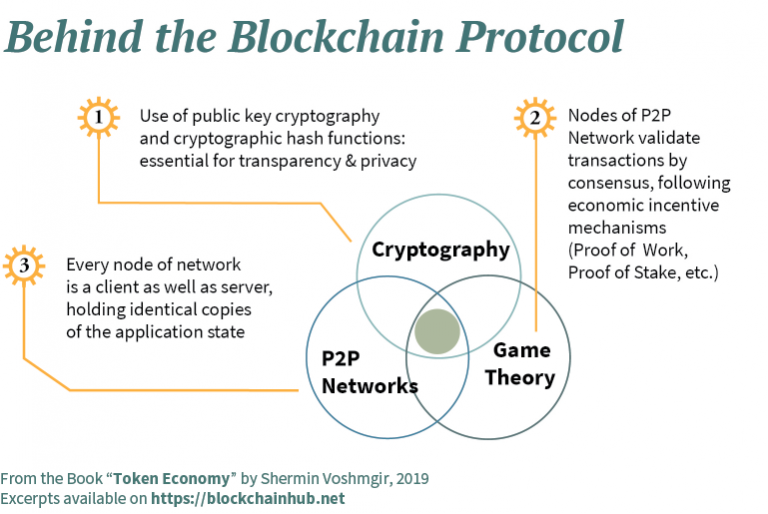 Behind the Blockchain Protocol
1
Use of public key cryptography
and cryptographic hash functions:
essential for transparency & privacy
2
Nodes of P2P
Network validate
transactions by
consensus, following
economic incentive
mechanisms
(Proof of Work,
Proof of Stake, etc.)
3
Every node of network
is a client as well as server,
holding identical copies
of the application state
Cryptography
P2P
Networks
Game
Theory
From the Book “Token Economy” by Shermin Voshmgir, 2019
Excerpts available on https://blockchainhub.net